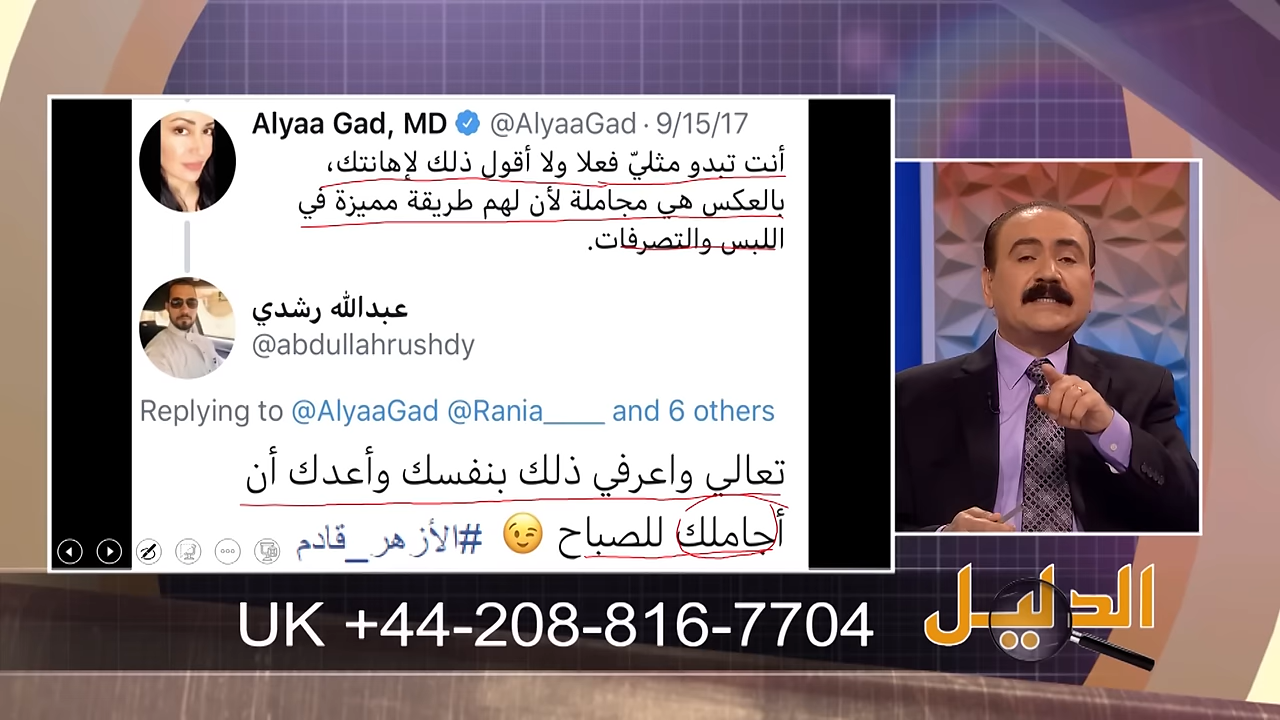 Alyaa Gad, MD @AlyaaGad · 9/15/17
أنت تبدو مثليّ فعلا ولا أقول ذلك لإهانتك،
بالعكس هي مجاملة لأن لهم طريقة مميزة في
اللبس والتصرفات.
عبدالله رشدي
@abdullahrushdy
Replying to @AlyaaGad @Rania____ and 6 others
تعالي واعرفي ذلك بنفسك وأعدك أن
أجاملك للصباح 😉 #الأزهر_قادم
UK +44-208-816-7704
الدليل